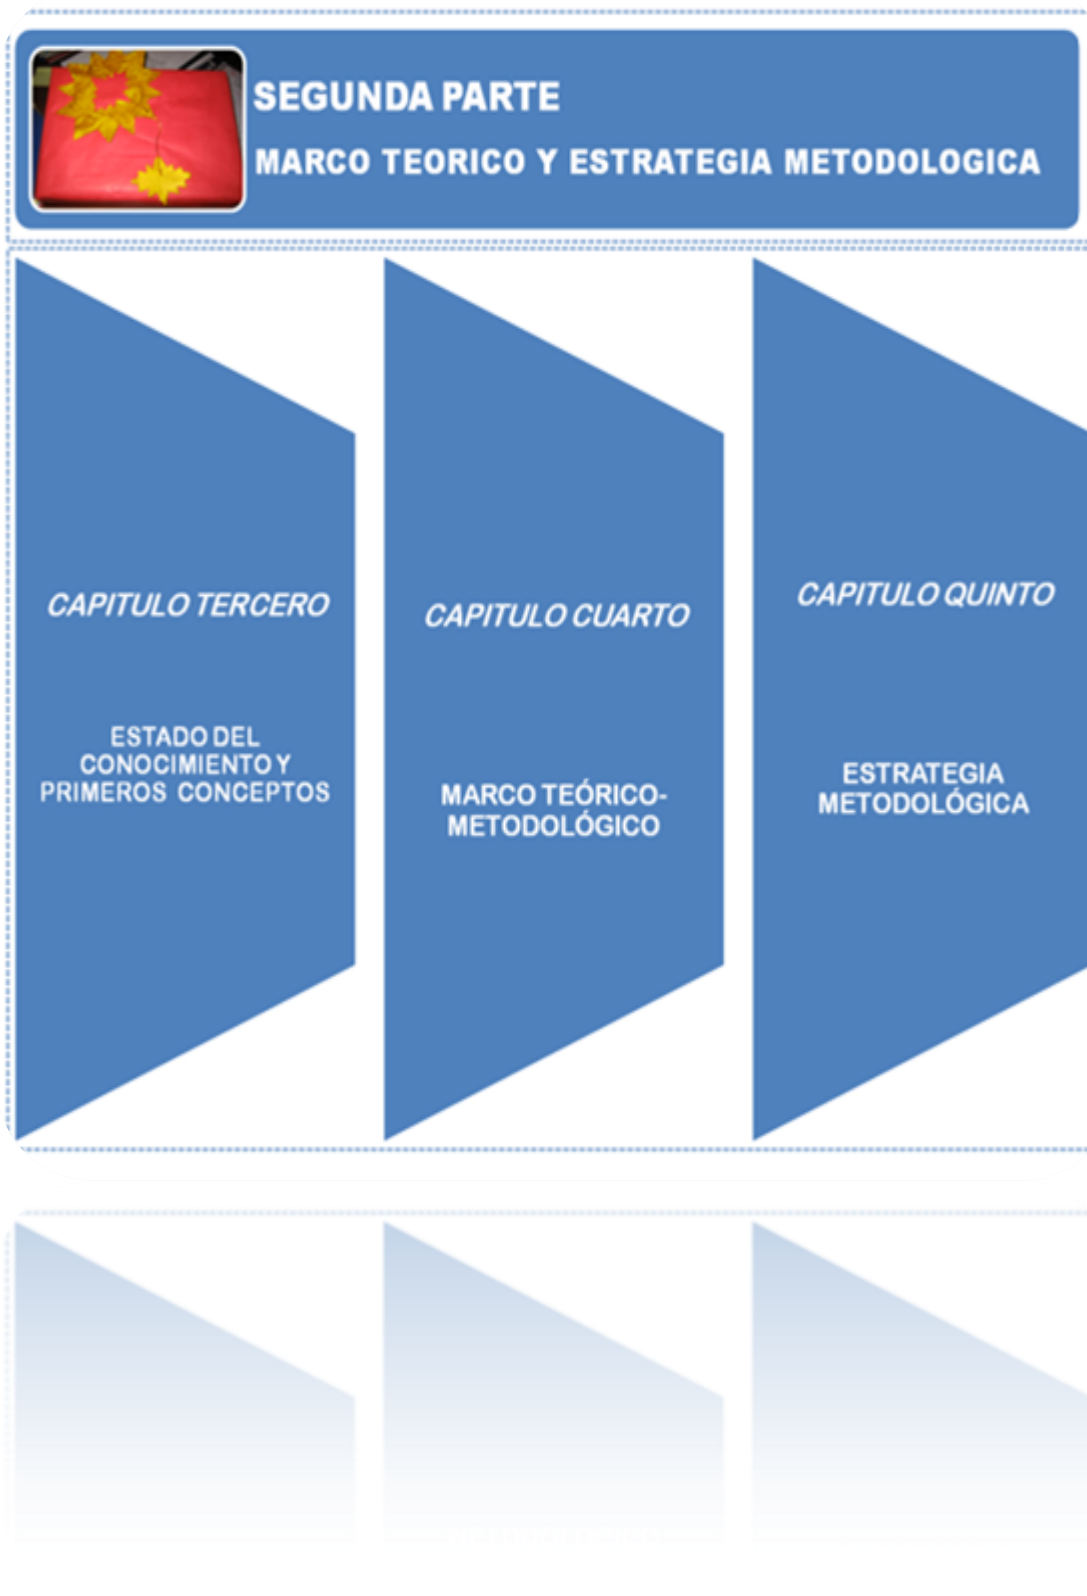 SEGUNDA PARTE
MARCO TEORICO Y ESTRATEGIA METODOLOGICA
CAPITULO TERCERO
ESTADO DEL
CONOCIMIENTO Y
PRIMEROS CONCEPTOS
CAPITULO CUARTO
MARCO TEÓRICO-
METODOLÓGICO
CAPITULO QUINTO
ESTRATEGIA
METODOLÓGICA